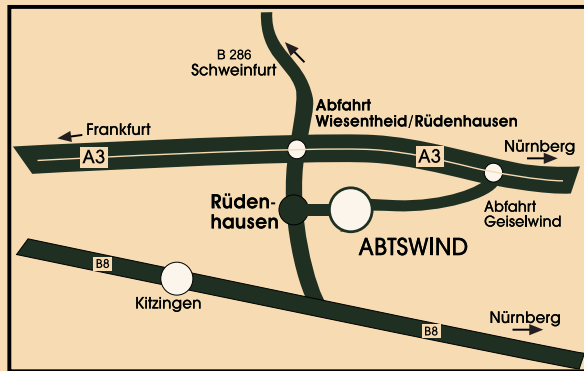 B 286
Schweinfurt
Abfahrt
Wiesentheid/Rüdenhausen
Frankfurt
Nürnberg
A3
A3
Rüden-
hausen
Abfahrt
Geiselwind
ABTSWIND
B8
Kitzingen
Nürnberg
B8